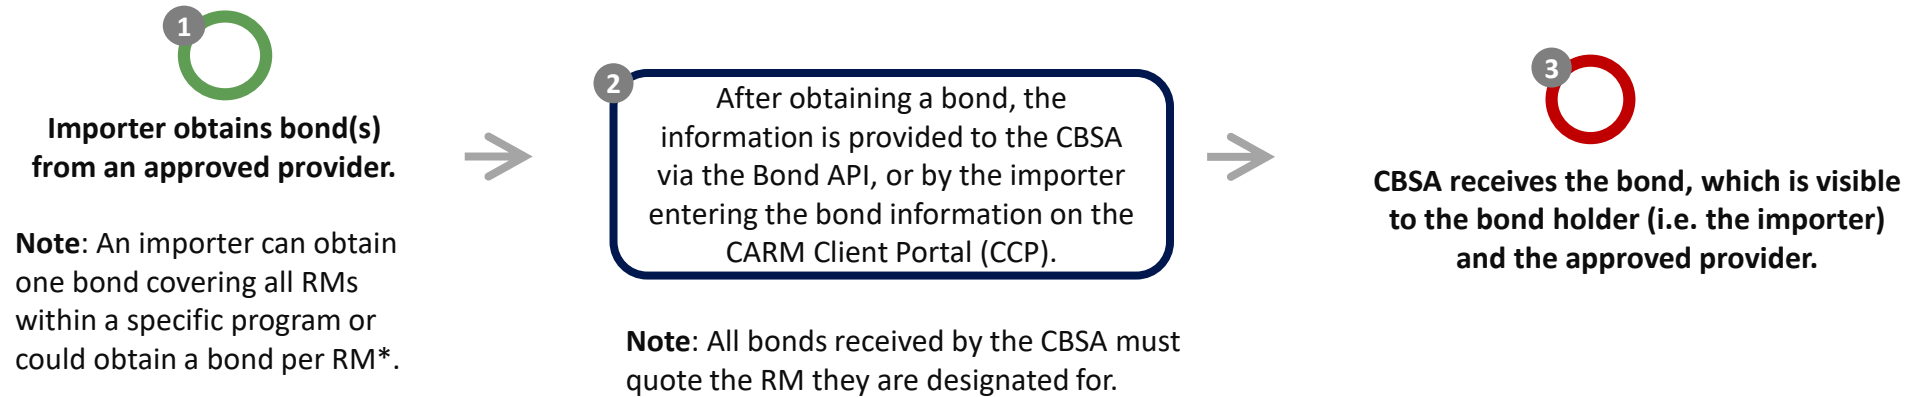 1
Importer obtains bond(s)
from an approved provider.
Note: An importer can obtain
one bond covering all RMs
within a specific program or
could obtain a bond per RM*.
2
After obtaining a bond, the
information is provided to the CBSA
via the Bond API, or by the importer
entering the bond information on the
CARM Client Portal (CCP).
Note: All bonds received by the CBSA must
quote the RM they are designated for.
3
CBSA receives the bond, which is visible
to the bond holder (i.e. the importer)
and the approved provider.